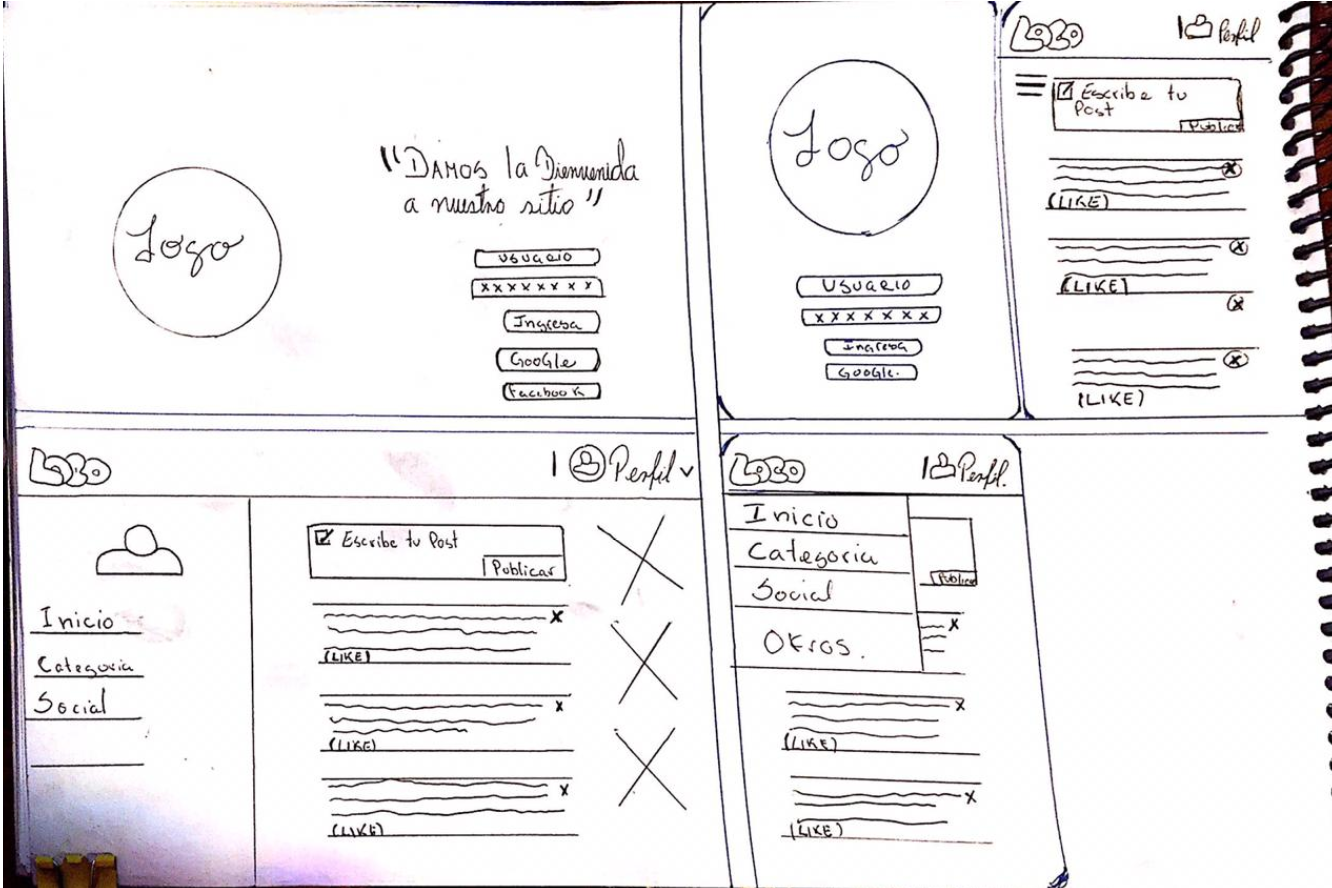 Logo
"DAMOS la Bienvenida
a nuestro sitio"
USUARIO
xxxxxxxx
Ingresa
GooGle
Facebook
Logo
USUARIO
xxxxxxx
Ingresa
GooGle.
LOGO
Perfil
Escribe tu
Post
Publicar
x
(LIKE)
x
(LIKE)
x
x
(LIKE)
LOGO
Perfil
Inicio
Categoria
Social
Escribe tu Post
Publicar
x
(LIKE)
x
(LIKE)
x
(LIKE)
LOGO
Perfil.
Inicio
Categoria
Social
Otros.
Publicar
x
x
(LIKE)
x
(LIKE)